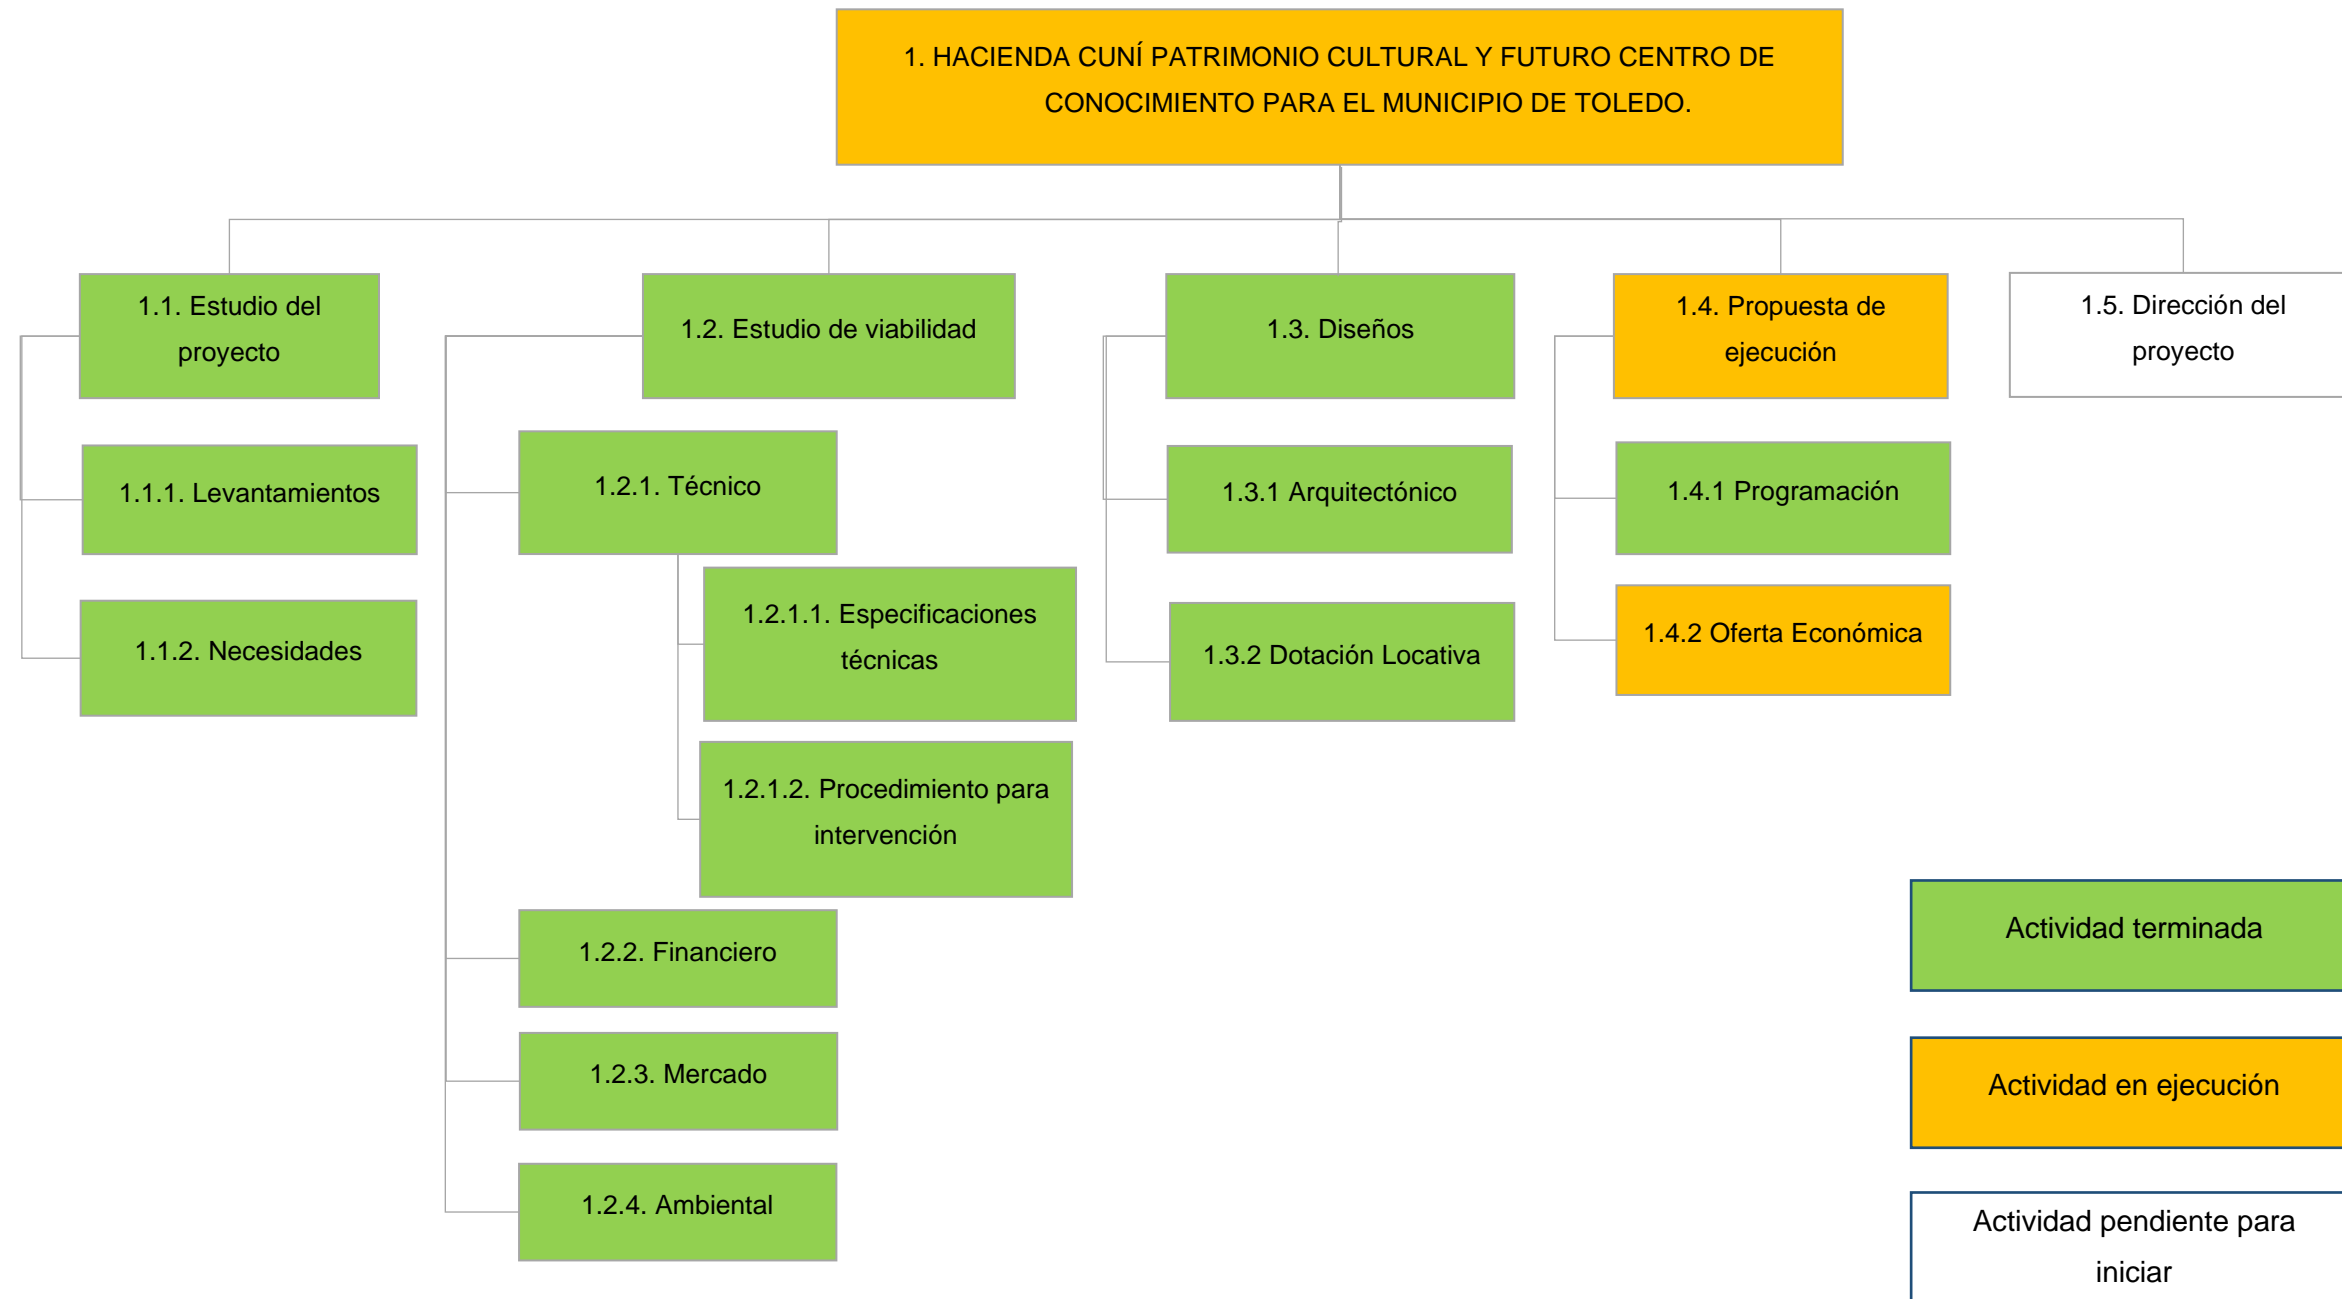 1. HACIENDA CUNÍ PATRIMONIO CULTURAL Y FUTURO CENTRO DE
CONOCIMIENTO PARA EL MUNICIPIO DE TOLEDO.
1.1. Estudio del
proyecto
1.1.1. Levantamientos
1.1.2. Necesidades
1.2. Estudio de viabilidad
1.2.1. Técnico
1.2.1.1. Especificaciones
técnicas
1.2.1.2. Procedimiento para
intervención
1.2.2. Financiero
1.2.3. Mercado
1.2.4. Ambiental
1.3. Diseños
1.3.1 Arquitectónico
1.3.2 Dotación Locativa
1.4. Propuesta de
ejecución
1.4.1 Programación
1.4.2 Oferta Económica
1.5. Dirección del
proyecto
Actividad terminada
Actividad en ejecución
Actividad pendiente para
iniciar